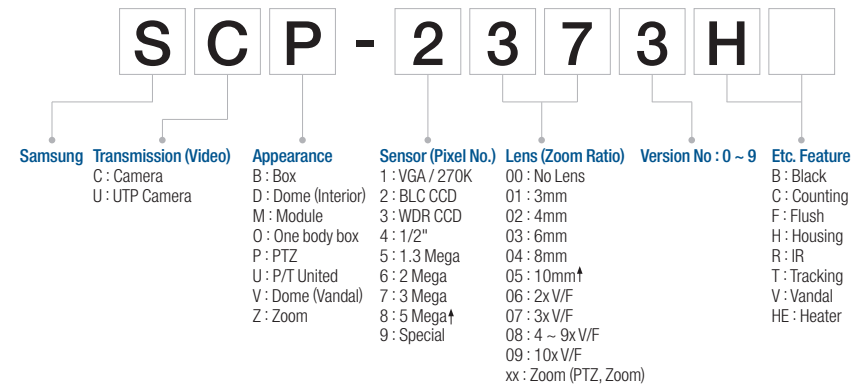 SCP-2373H
Samsung
Transmission (Video)
C : Camera
U : UTP Camera
Appearance
B : Box
D : Dome (Interior)
M : Module
O : One body box
P : PTZ
U : P/T United
V : Dome (Vandal)
Z : Zoom
Sensor (Pixel No.)
1 : VGA / 270K
2 : BLC CCD
3 : WDR CCD
4 : 1/2"
5 : 1.3 Mega
6 : 2 Mega
7 : 3 Mega
8 : 5 Mega↑
9 : Special
Lens (Zoom Ratio)
00 : No Lens
01 : 3mm
02 : 4mm
03 : 6mm
04 : 8mm
05 : 10mm↑
06 : 2x V/F
07 : 3x V/F
08 : 4 ~ 9x V/F
09 : 10x V/F
xx : Zoom (PTZ, Zoom)
Version No : 0 ~ 9
Etc. Feature
B : Black
C : Counting
F : Flush
H : Housing
R : IR
T : Tracking
V : Vandal
HE : Heater